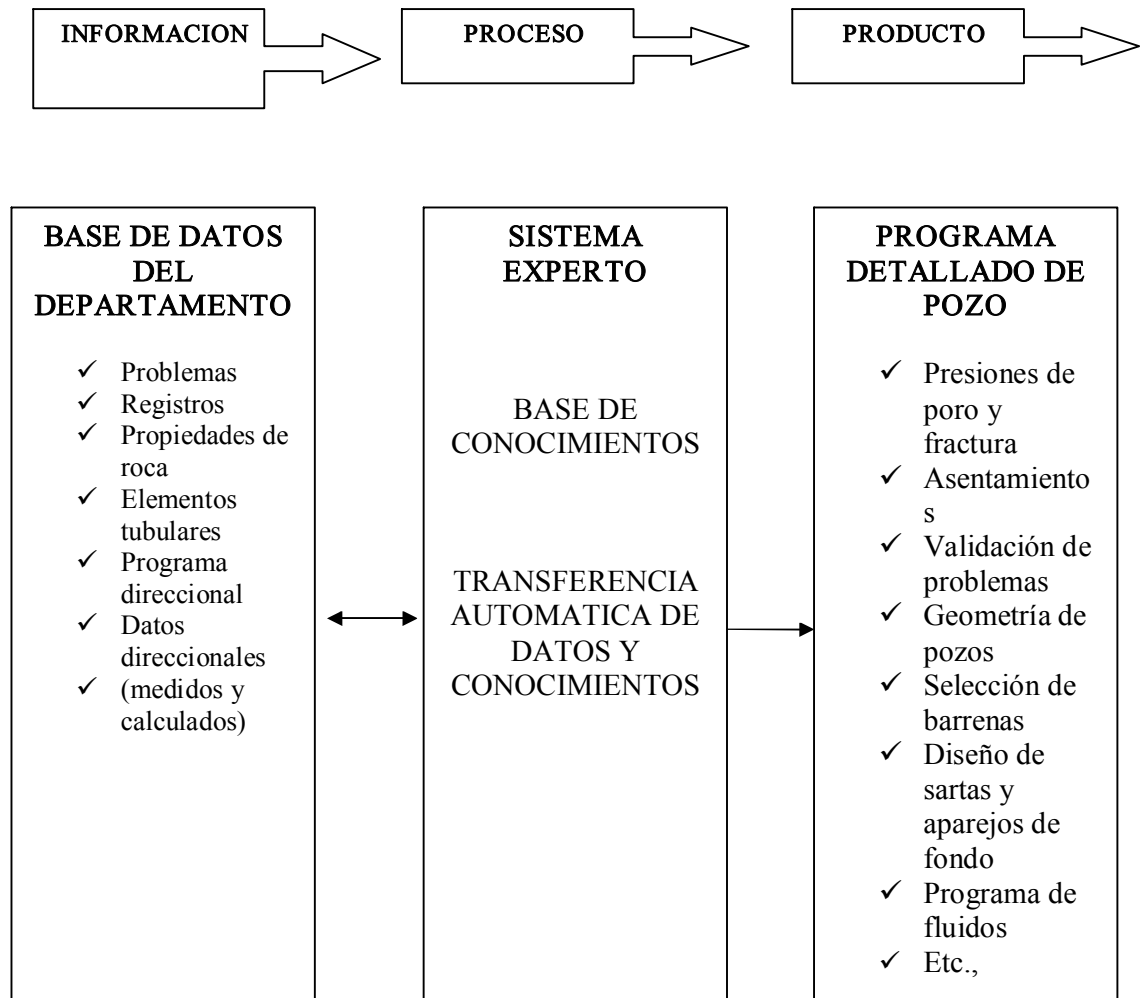 INFORMACION
PROCESO
PRODUCTO
BASE DE DATOS
DEL
DEPARTAMENTO
✓ Problemas
✓ Registros
✓ Propiedades de
roca
✓ Elementos
tubulares
✓ Programa
direccional
✓ Datos
direccionales
✓ (medidos y
calculados)
SISTEMA
EXPERTO
BASE DE
CONOCIMIENTOS
TRANSFERENCIA
AUTOMATICA DE
DATOS Y
CONOCIMIENTOS
PROGRAMA
DETALLADO DE
POZO
✓ Presiones de
poro y
fractura
✓ Asentamiento
s
✓ Validación de
problemas
✓ Geometría de
pozos
✓ Selección de
barrenas
✓ Diseño de
sartas y
aparejos de
fondo
✓ Programa de
fluidos
✓ Etc.,